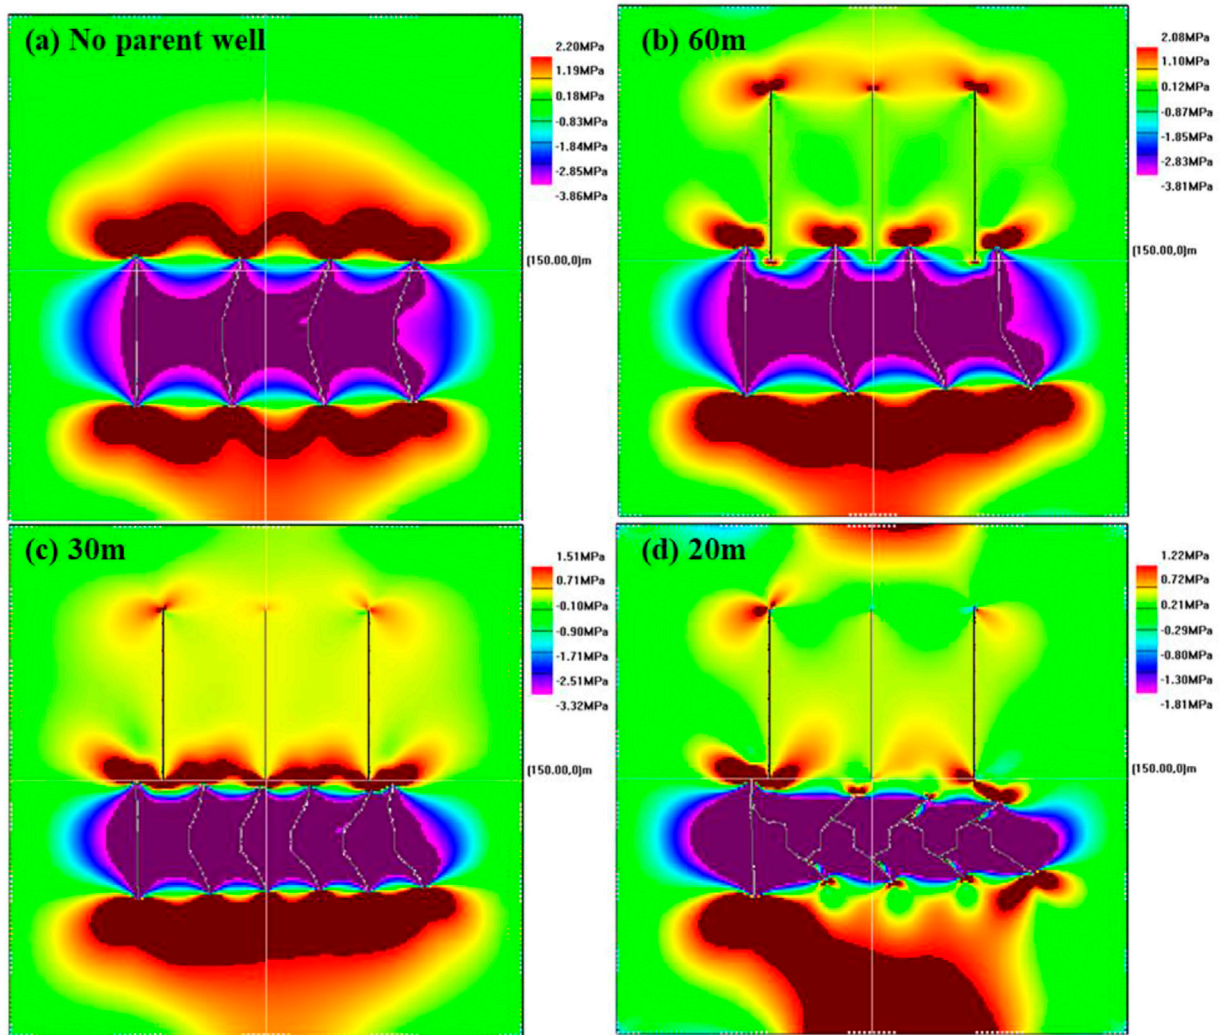 (a) No parent well
2.20MPa
1.19MPa
0.18MPa
-0.83MPa
-1.84MPa
-2.85MPa
-3.86MPa
(150.00,0)m
(b) 60m
2.08MPa
1.10MPa
0.12MPa
-0.87MPa
-1.85MPa
-2.83MPa
-3.81MPa
(150.00,0)m
(c) 30m
1.51MPa
0.71MPa
-0.10MPa
-0.90MPa
-1.71MPa
-2.51MPa
-3.32MPa
(150.00,0)m
(d) 20m
1.22MPa
0.72MPa
0.21MPa
-0.29MPa
-0.80MPa
-1.30MPa
-1.81MPa
(150.00,0)m